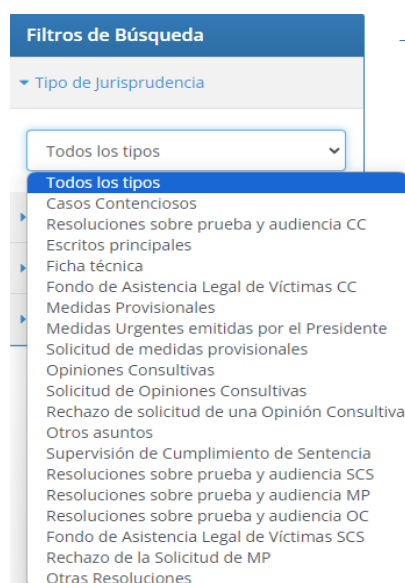 Filtros de Búsqueda
Tipo de Jurisprudencia
Todos los tipos
Todos los tipos
Casos Contenciosos
Resoluciones sobre prueba y audiencia CC
Escritos principales
Ficha técnica
Fondo de Asistencia Legal de Víctimas CC
Medidas Provisionales
Medidas Urgentes emitidas por el Presidente
Solicitud de medidas provisionales
Opiniones Consultivas
Solicitud de Opiniones Consultivas
Rechazo de solicitud de una Opinión Consultiva
Otros asuntos
Supervisión de Cumplimiento de Sentencia
Resoluciones sobre prueba y audiencia SCS
Resoluciones sobre prueba y audiencia MP
Resoluciones sobre prueba y audiencia OC
Fondo de Asistencia Legal de Víctimas SCS
Rechazo de la Solicitud de MP
Otras Resoluciones